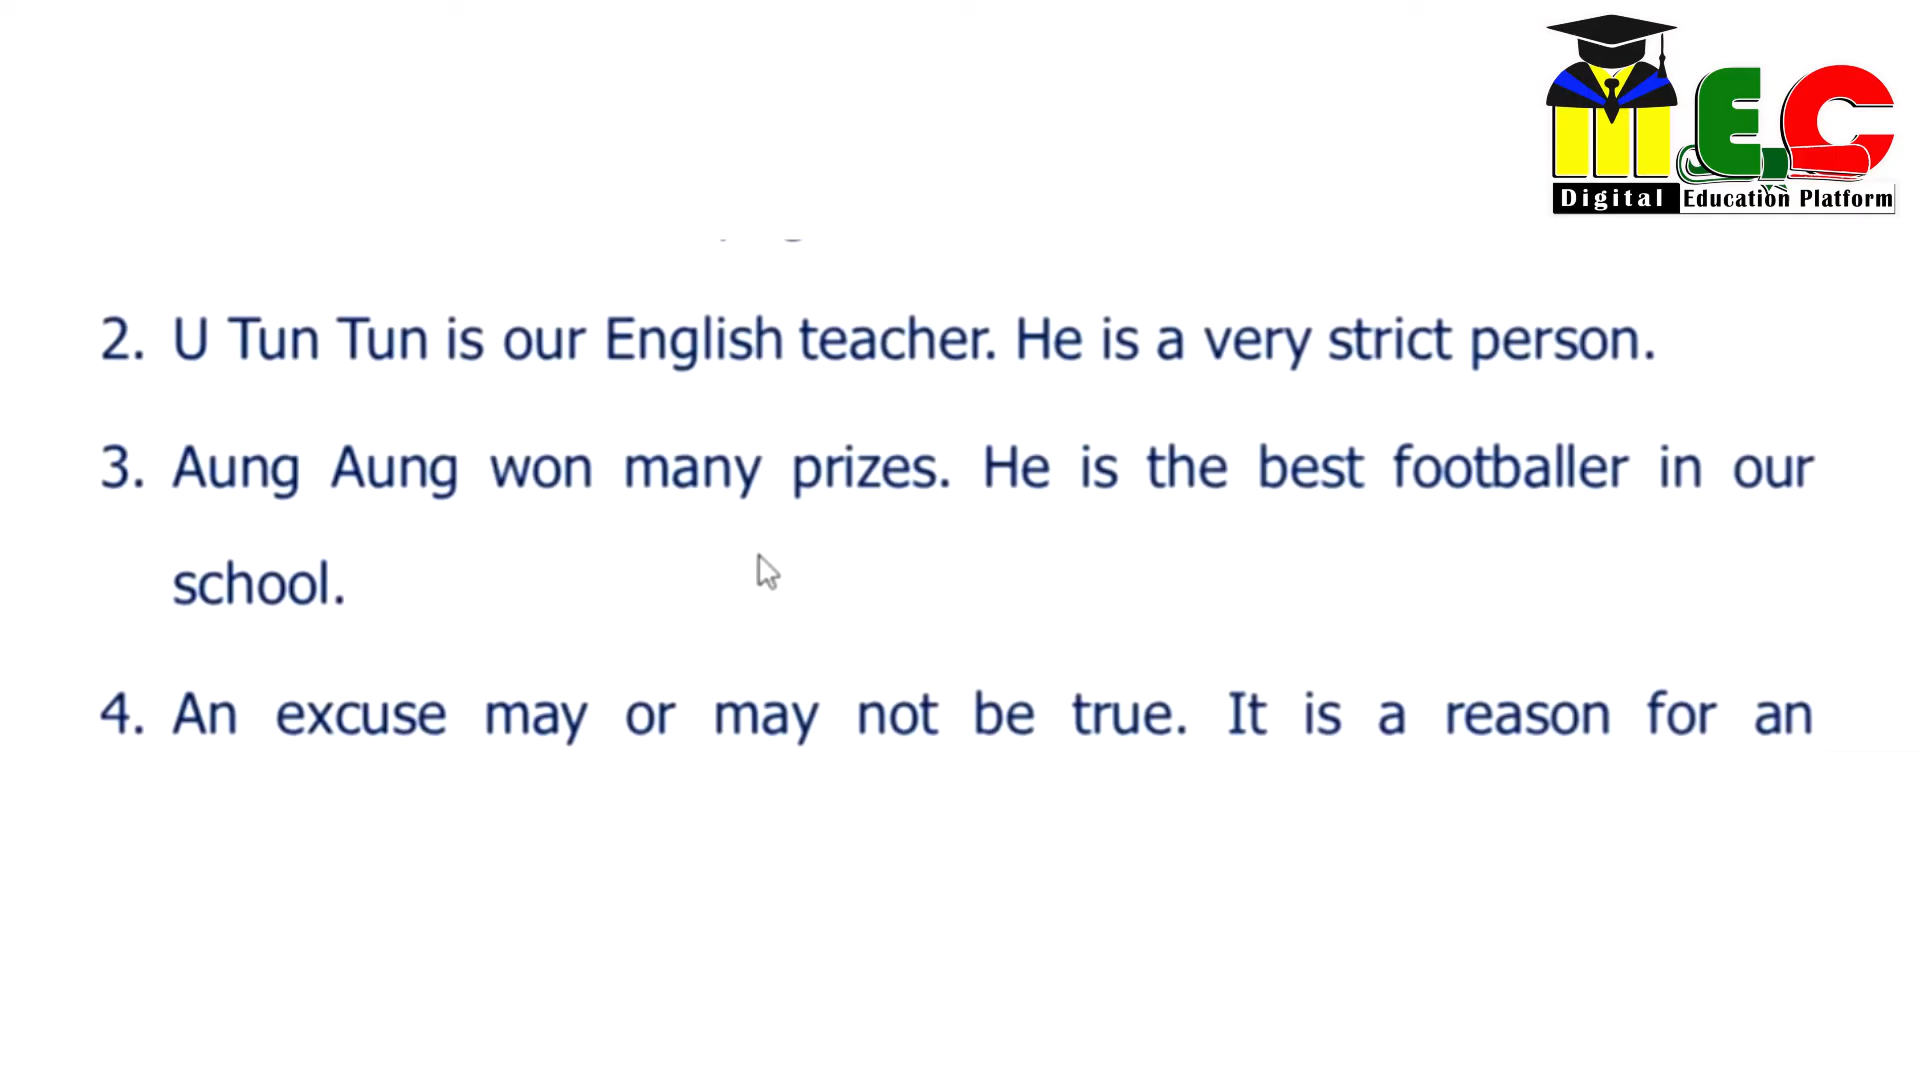 M.E.C
Digital Education Platform
2. U Tun Tun is our English teacher. He is a very strict person.
3. Aung Aung won many prizes. He is the best footballer in our
school.
4. An excuse may or may not be true. It is a reason for an